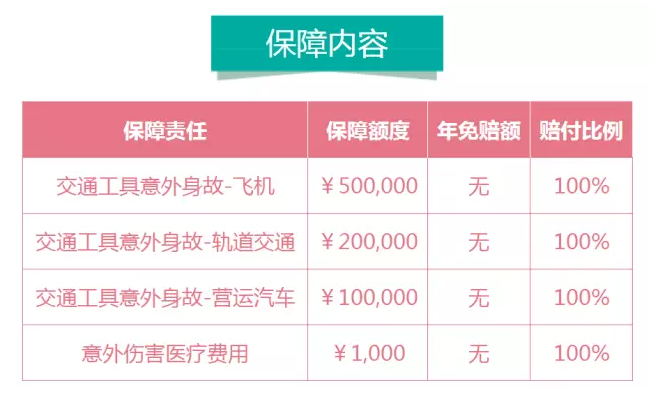 保障内容
保障责任 保障额度 年免赔额 赔付比例
交通工具意外身故-飞机 ￥500,000 无 100%
交通工具意外身故-轨道交通 ￥200,000 无 100%
交通工具意外身故-营运汽车 ￥100,000 无 100%
意外伤害医疗费用 ￥1,000 无 100%